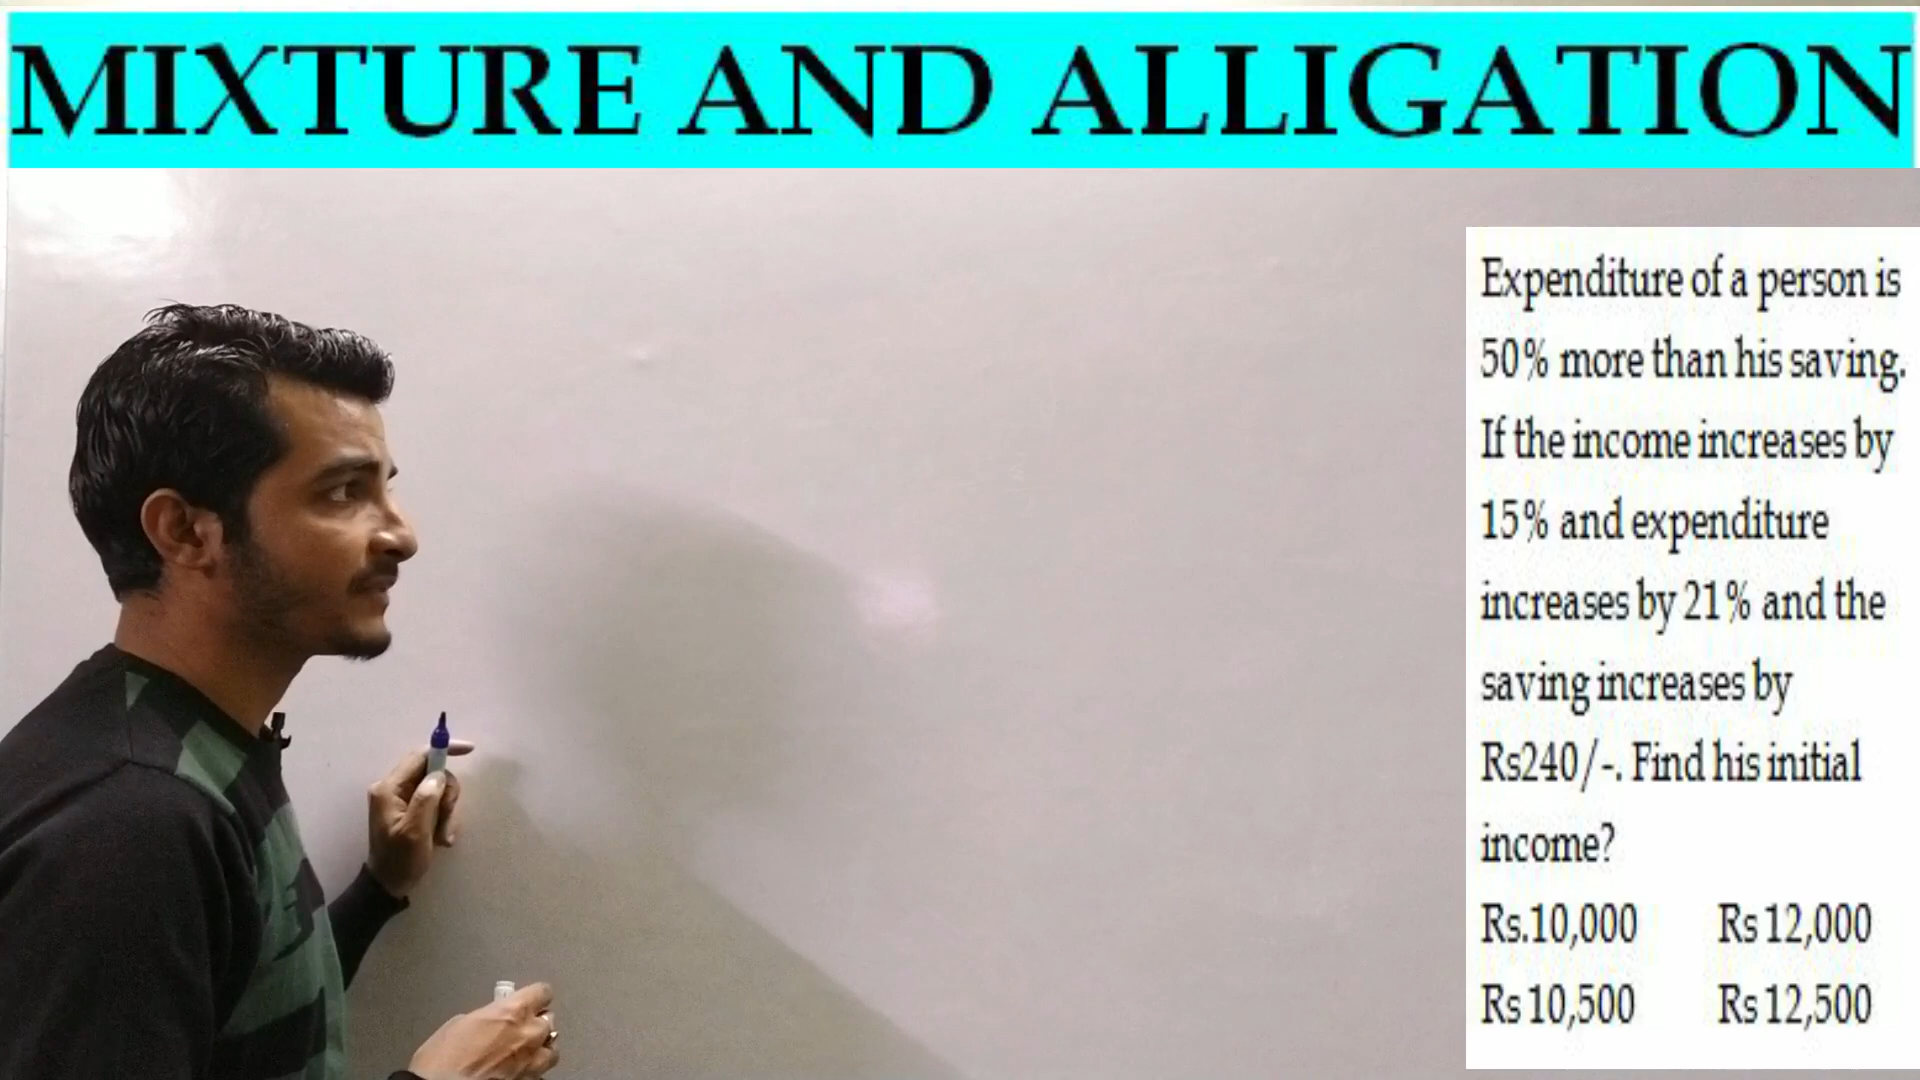 MIXTURE AND ALLIGATION
Expenditure of a person is
50% more than his saving.
If the income increases by
15% and expenditure
increases by 21% and the
saving increases by
Rs240/-. Find his initial
income?
Rs.10,000 Rs 12,000
Rs 10,500 Rs 12,500